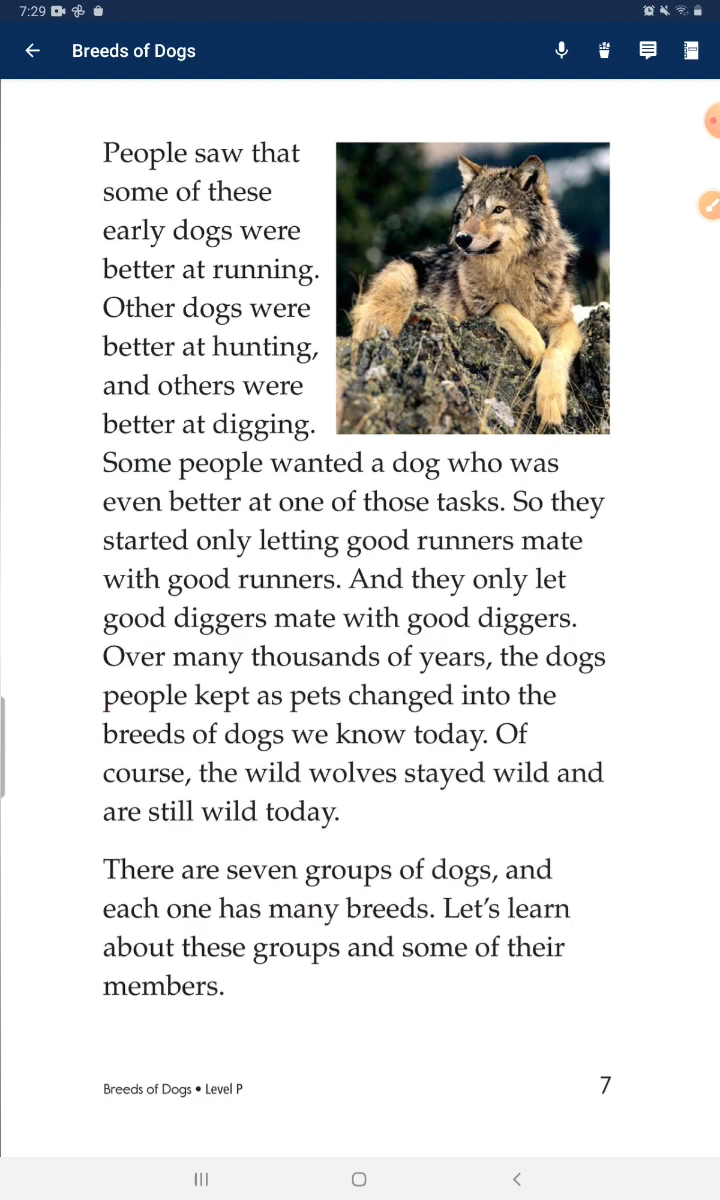 7:29
Breeds of Dogs
People saw that
some of these
early dogs were
better at running.
Other dogs were
better at hunting,
and others were
better at digging.
Some people wanted a dog who was
even better at one of those tasks. So they
started only letting good runners mate
with good runners. And they only let
good diggers mate with good diggers.
Over many thousands of years, the dogs
people kept as pets changed into the
breeds of dogs we know today. Of
course, the wild wolves stayed wild and
are still wild today.
There are seven groups of dogs, and
each one has many breeds. Let's learn
about these groups and some of their
members.
Breeds of Dogs • Level P 7